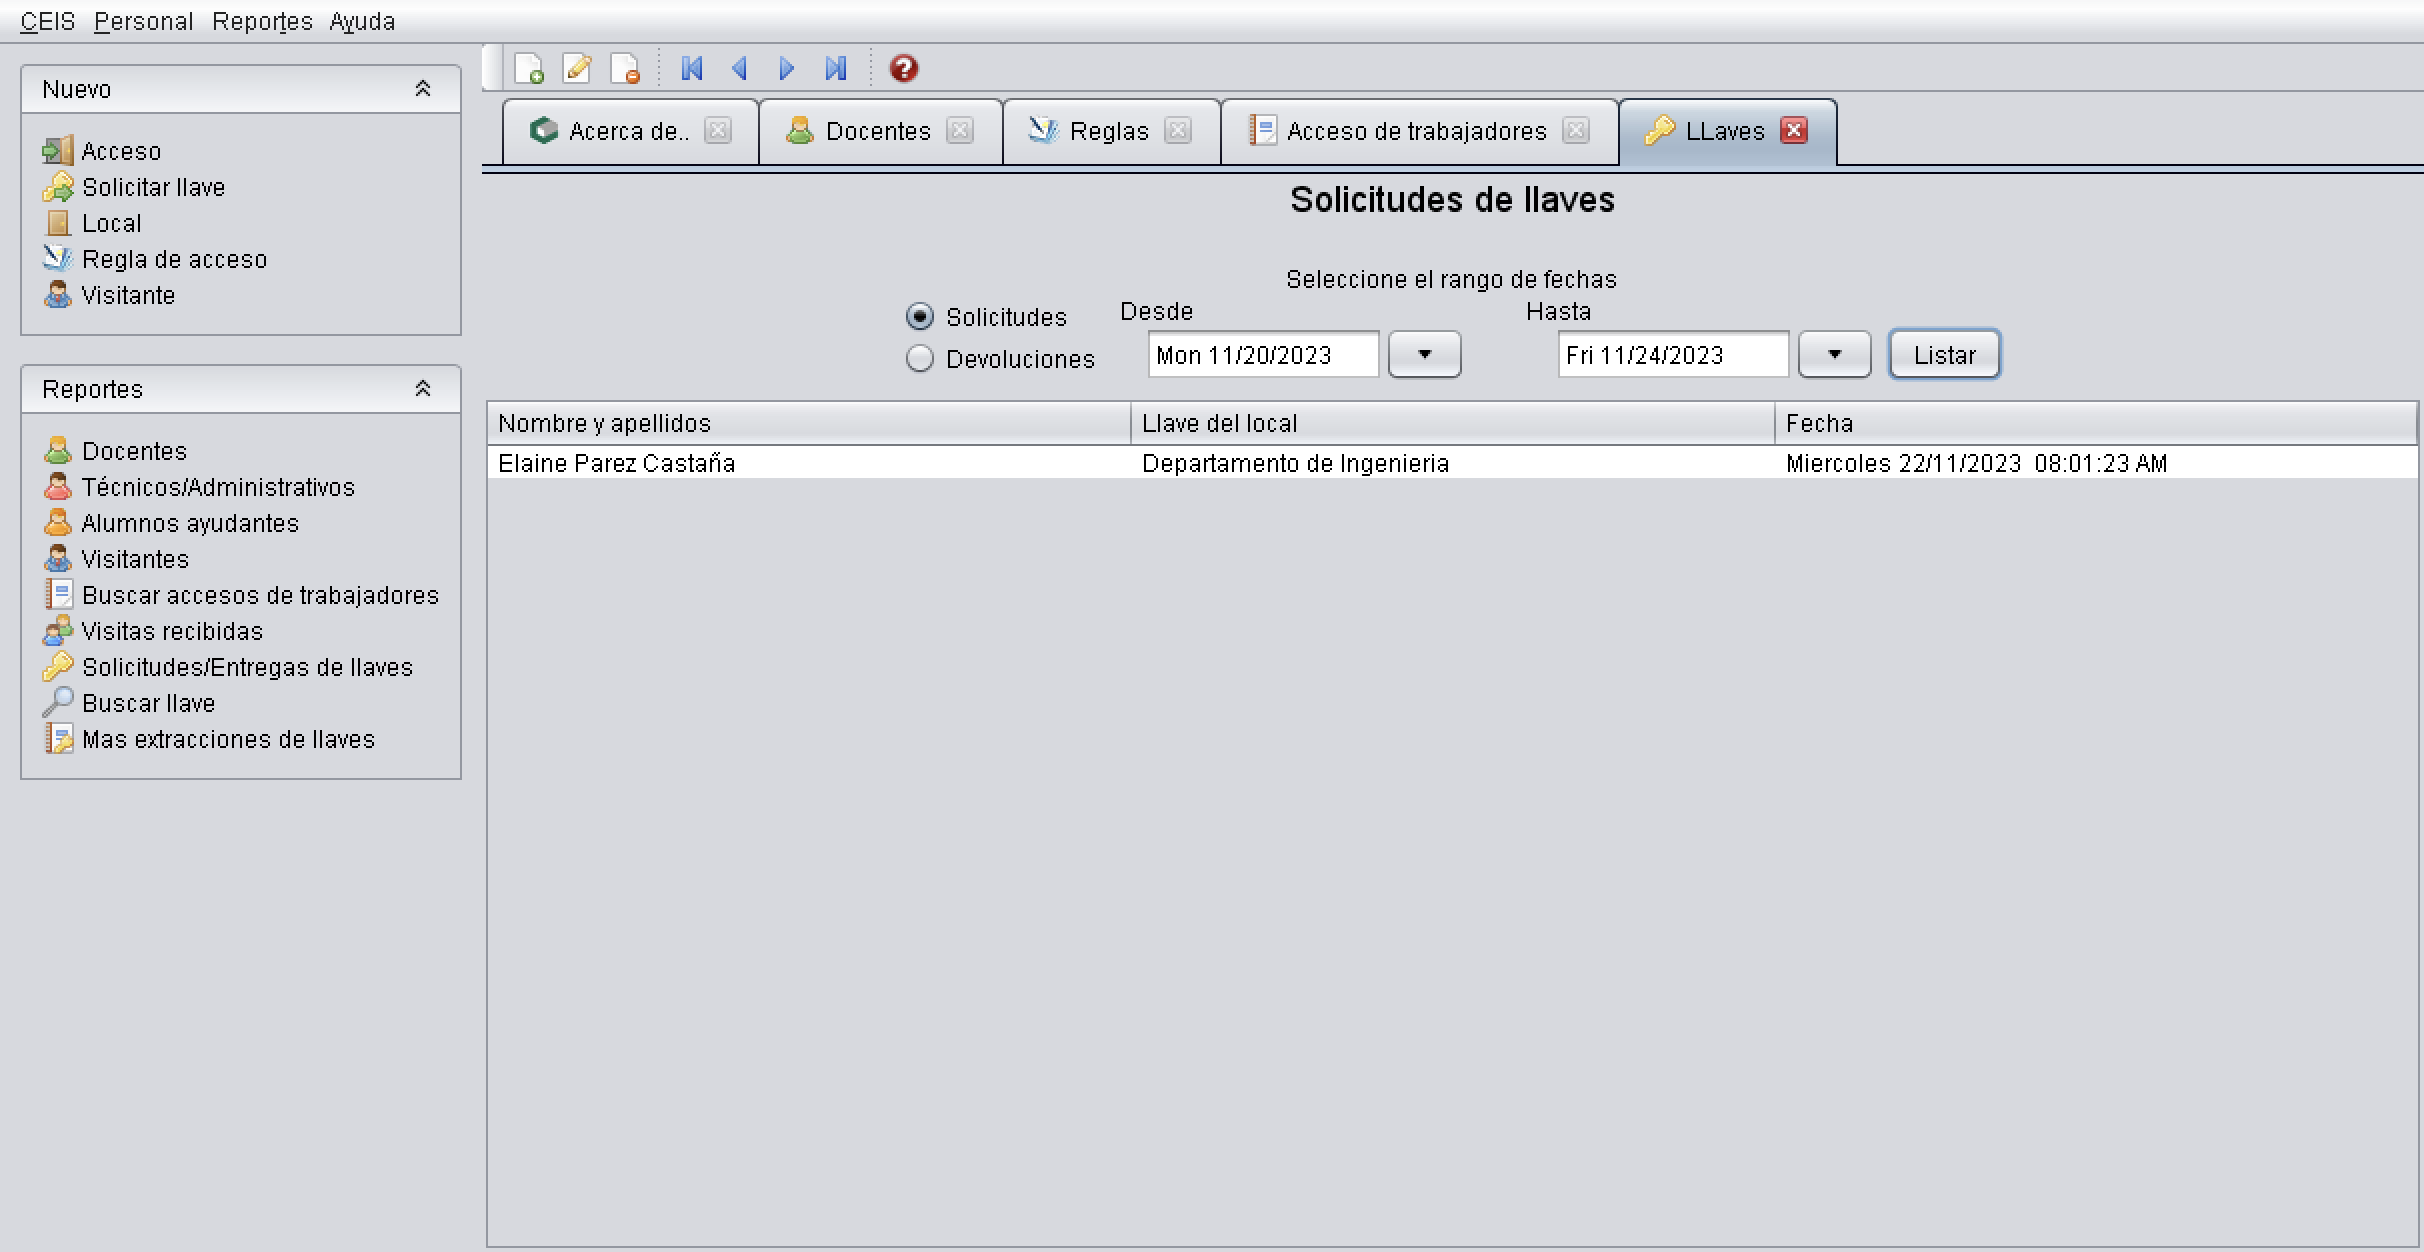 CEIS Personal Reportes Ayuda
Nuevo
Acceso
Solicitar llave
Local
Regla de acceso
Visitante
Reportes
Docentes
Técnicos/Administrativos
Alumnos ayudantes
Visitantes
Buscar accesos de trabajadores
Visitas recibidas
Solicitudes/Entregas de llaves
Buscar llave
Mas extracciones de llaves
Acerca de.. Docentes Reglas Acceso de trabajadores LLaves
Solicitudes de llaves
Seleccione el rango de fechas
Solicitudes Desde Hasta
Devoluciones Mon 11/20/2023 Fri 11/24/2023 Listar
Nombre y apellidos Llave del local Fecha
Elaine Parez Castaña Departamento de Ingenieria Miercoles 22/11/2023 08:01:23 AM